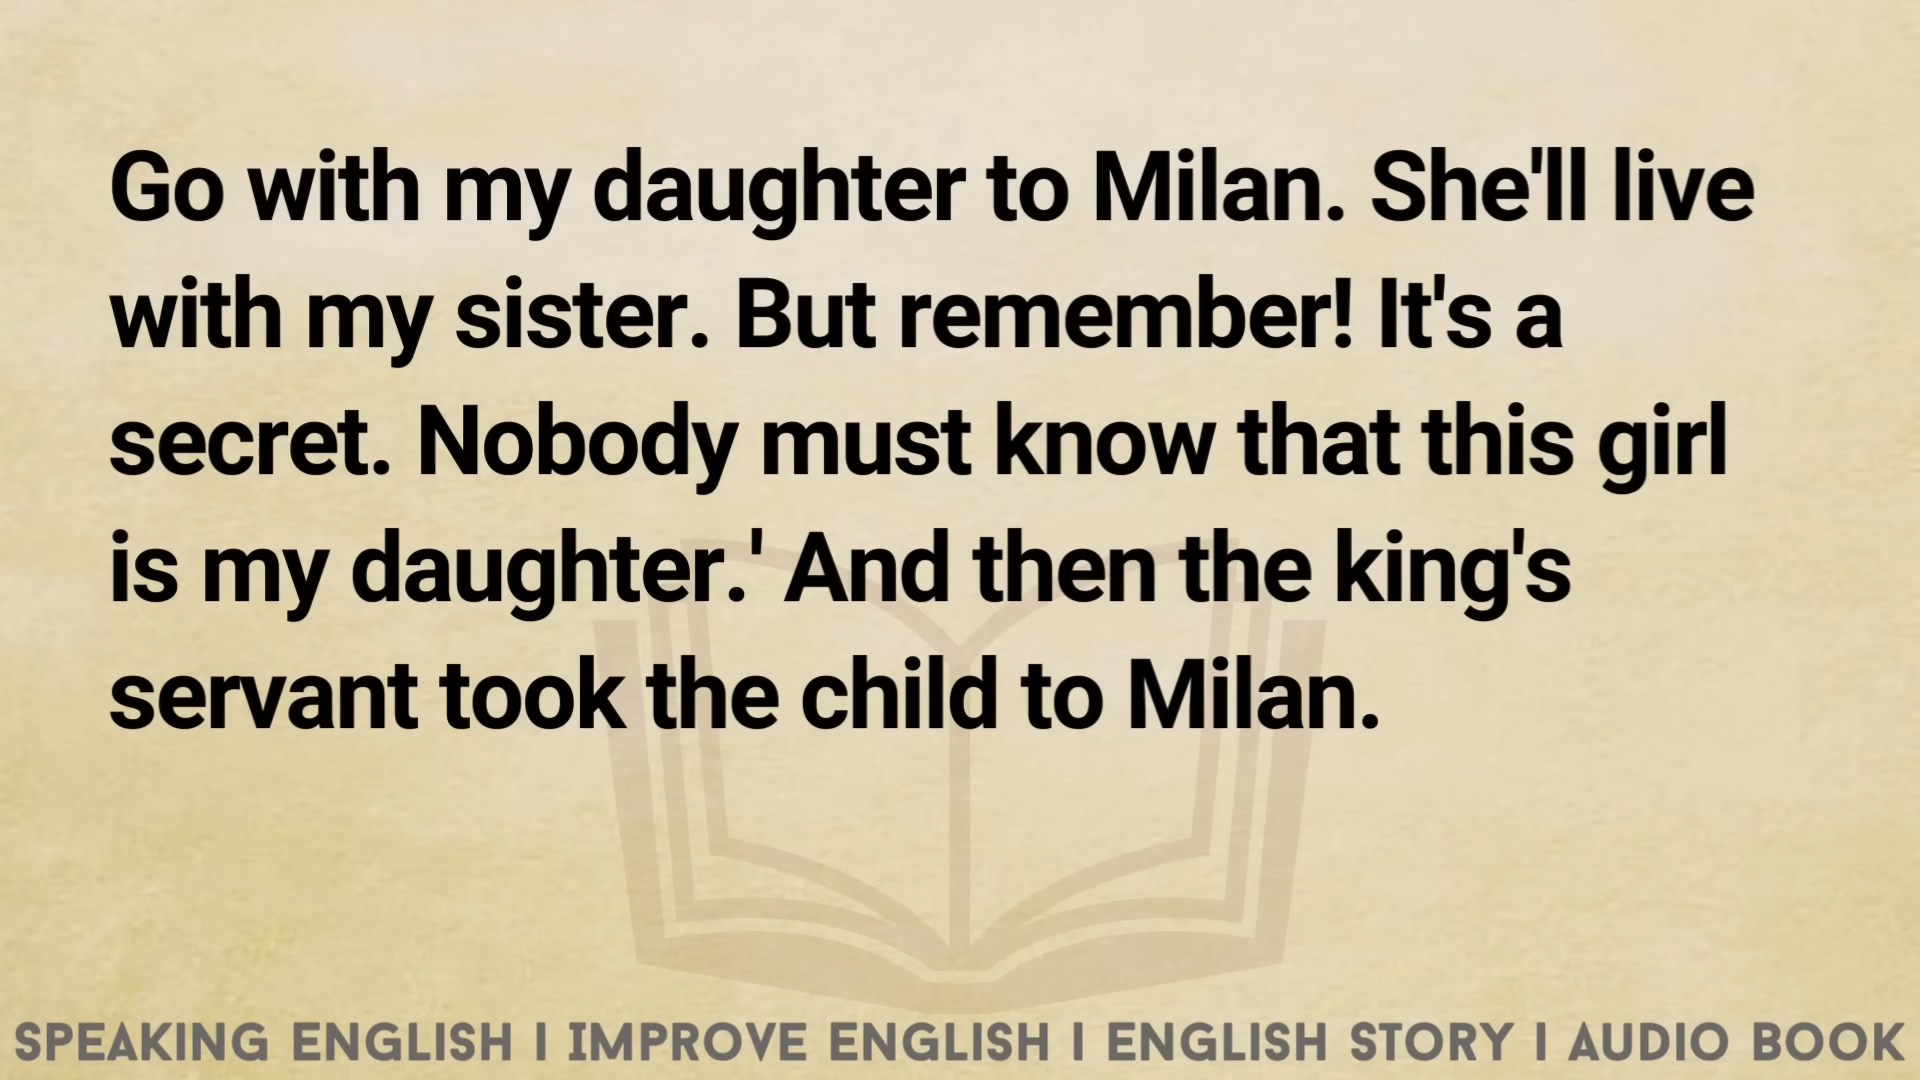 Go with my daughter to Milan. She'll live
with my sister. But remember! It's a
secret. Nobody must know that this girl
is my daughter.' And then the king's
servant took the child to Milan.
SPEAKING ENGLISH I IMPROVE ENGLISH I ENGLISH STORY I AUDIO BOOK